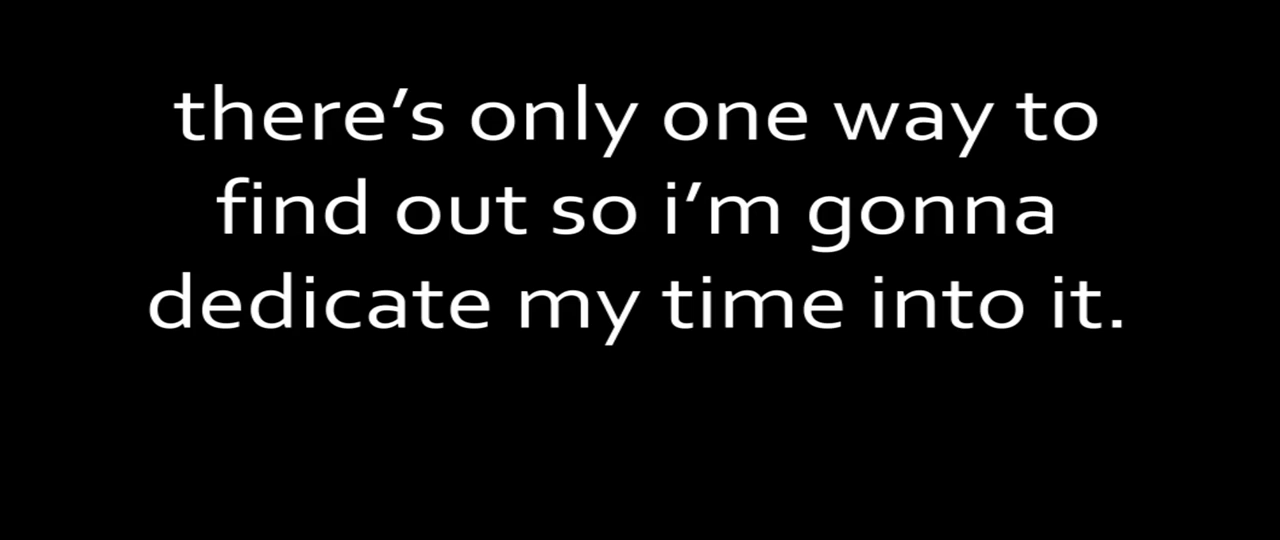 there’s only one way to
find out so i’m gonna
dedicate my time into it.